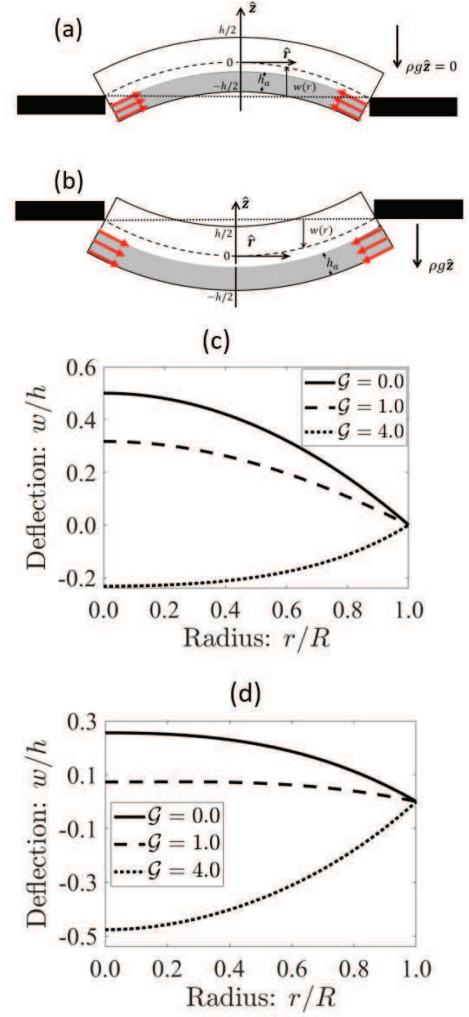 (a)
ẑ
h/2
r̂
0
h_a
w(r)
-h/2
ρgẑ = 0
(b)
ẑ
h/2
r̂
w(r)
0
h_a
-h/2
ρgẑ
(c)
Deflection: w/h
0.6
0.4
0.2
0.0
-0.2
𝒢 = 0.0
𝒢 = 1.0
𝒢 = 4.0
0.0 0.2 0.4 0.6 0.8 1.0
Radius: r/R
(d)
Deflection: w/h
0.3
0.1
-0.1
-0.3
-0.5
𝒢 = 0.0
𝒢 = 1.0
𝒢 = 4.0
0.0 0.2 0.4 0.6 0.8 1.0
Radius: r/R